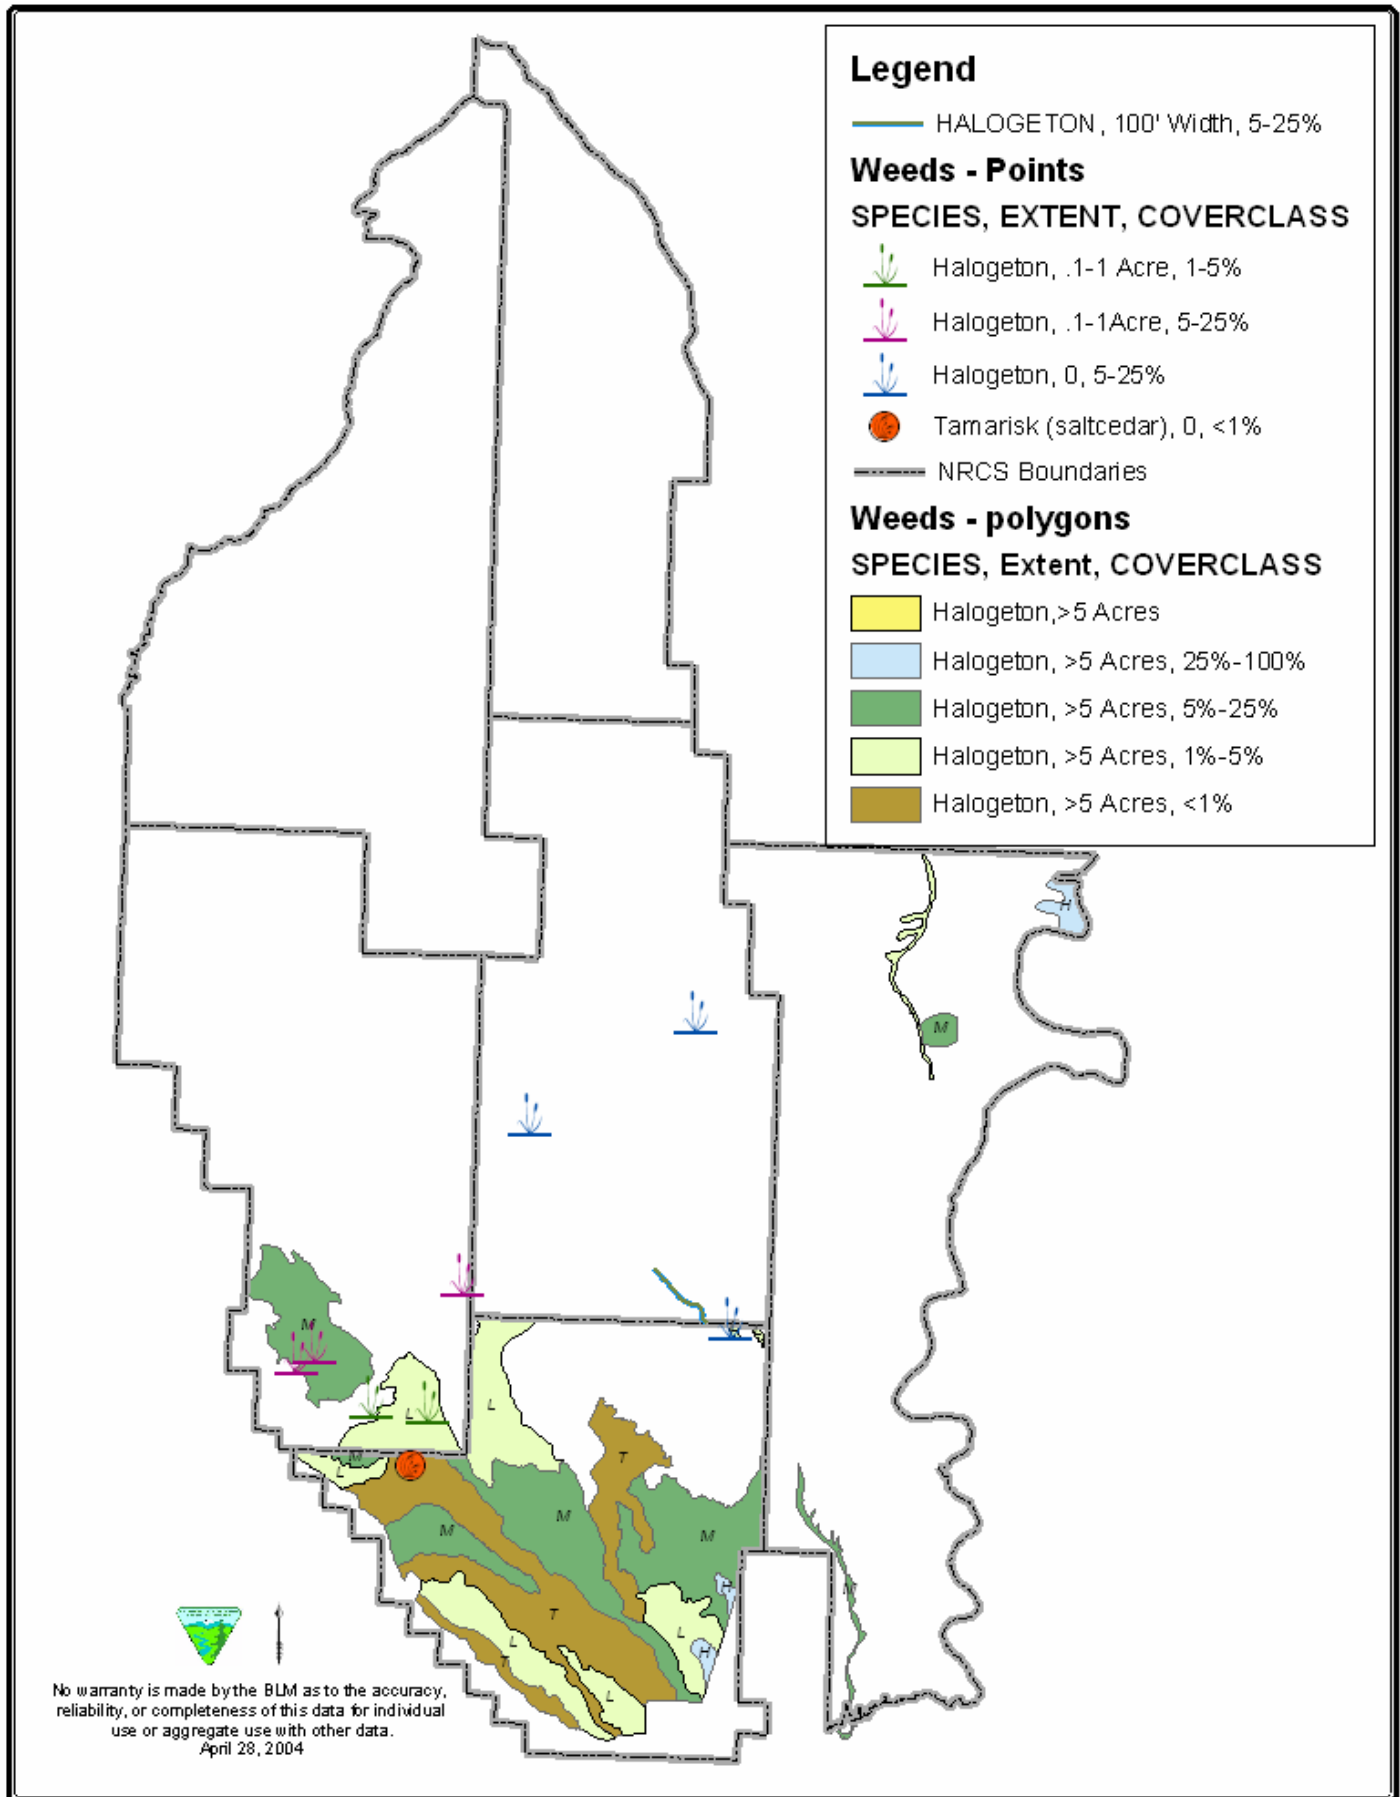 Legend
HALOGETON, 100' Width, 5-25%
Weeds - Points
SPECIES, EXTENT, COVERCLASS
Halogeton, .1-1 Acre, 1-5%
Halogeton, .1-1Acre, 5-25%
Halogeton, 0, 5-25%
Tamarisk (saltcedar), 0, <1%
NRCS Boundaries
Weeds - polygons
SPECIES, Extent, COVERCLASS
Halogeton,>5 Acres
Halogeton, >5 Acres, 25%-100%
Halogeton, >5 Acres, 5%-25%
Halogeton, >5 Acres, 1%-5%
Halogeton, >5 Acres, <1%
H
M
M
L
L
M
L
T
M
M
M
H
T
L
L
H
T
L
No warranty is made by the BLM as to the accuracy,
reliability, or completeness of this data for individual
use or aggregate use with other data.
April 28, 2004